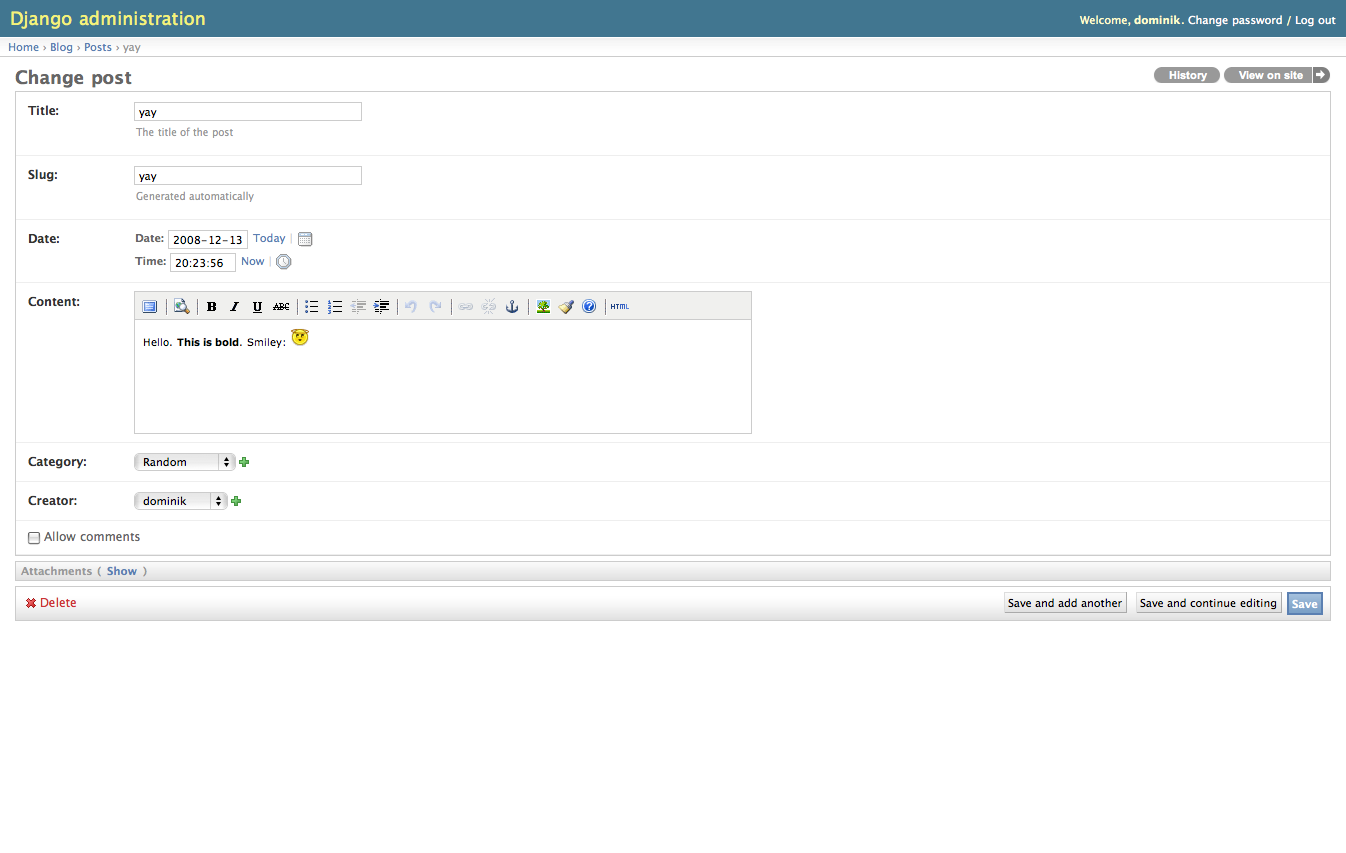 Django administration
Welcome, dominik. Change password / Log out
Home › Blog › Posts › yay
Change post
History
View on site
Title:
yay
The title of the post
Slug:
yay
Generated automatically
Date:
Date: 2008-12-13 Today |
Time: 20:23:56 Now |
Content:
B I U ABC HTML
Hello. This is bold. Smiley:
Category:
Random
Creator:
dominik
Allow comments
Attachments ( Show )
Delete
Save and add another
Save and continue editing
Save